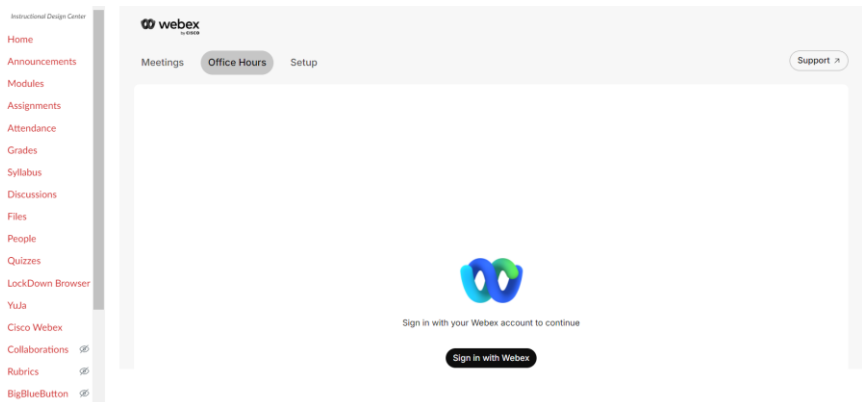 Instructional Design Center
Home
Announcements
Modules
Assignments
Attendance
Grades
Syllabus
Discussions
Files
People
Quizzes
LockDown Browser
YuJa
Cisco Webex
Collaborations
Rubrics
BigBlueButton
webex
by CISCO
Meetings Office Hours Setup Support ↗
Sign in with your Webex account to continue
Sign in with Webex